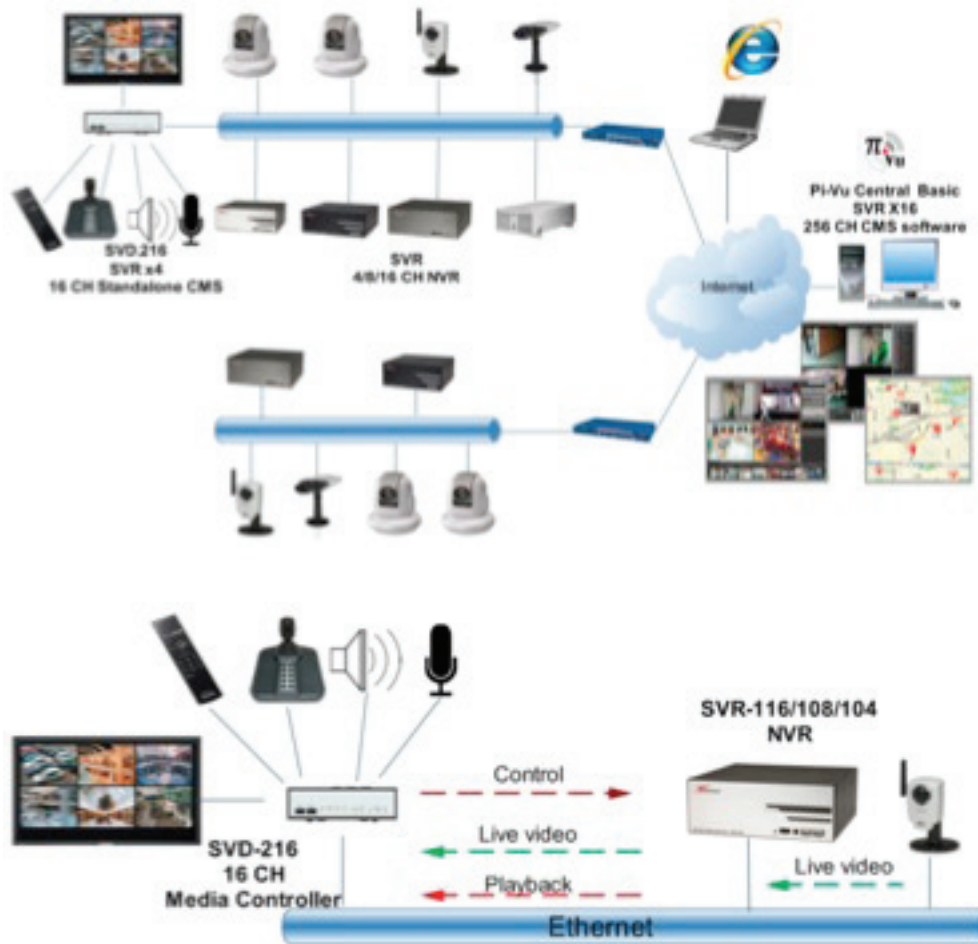 π
Vu
Pi-Vu Central Basic
SVR X16
256 CH CMS software
SVD.216
SVR x4
16 CH Standalone CMS
SVR
4/8/16 CH NVR
Internet
SVR-116/108/104
NVR
Control
Live video
Playback
Live video
SVD-216
16 CH
Media Controller
Ethernet